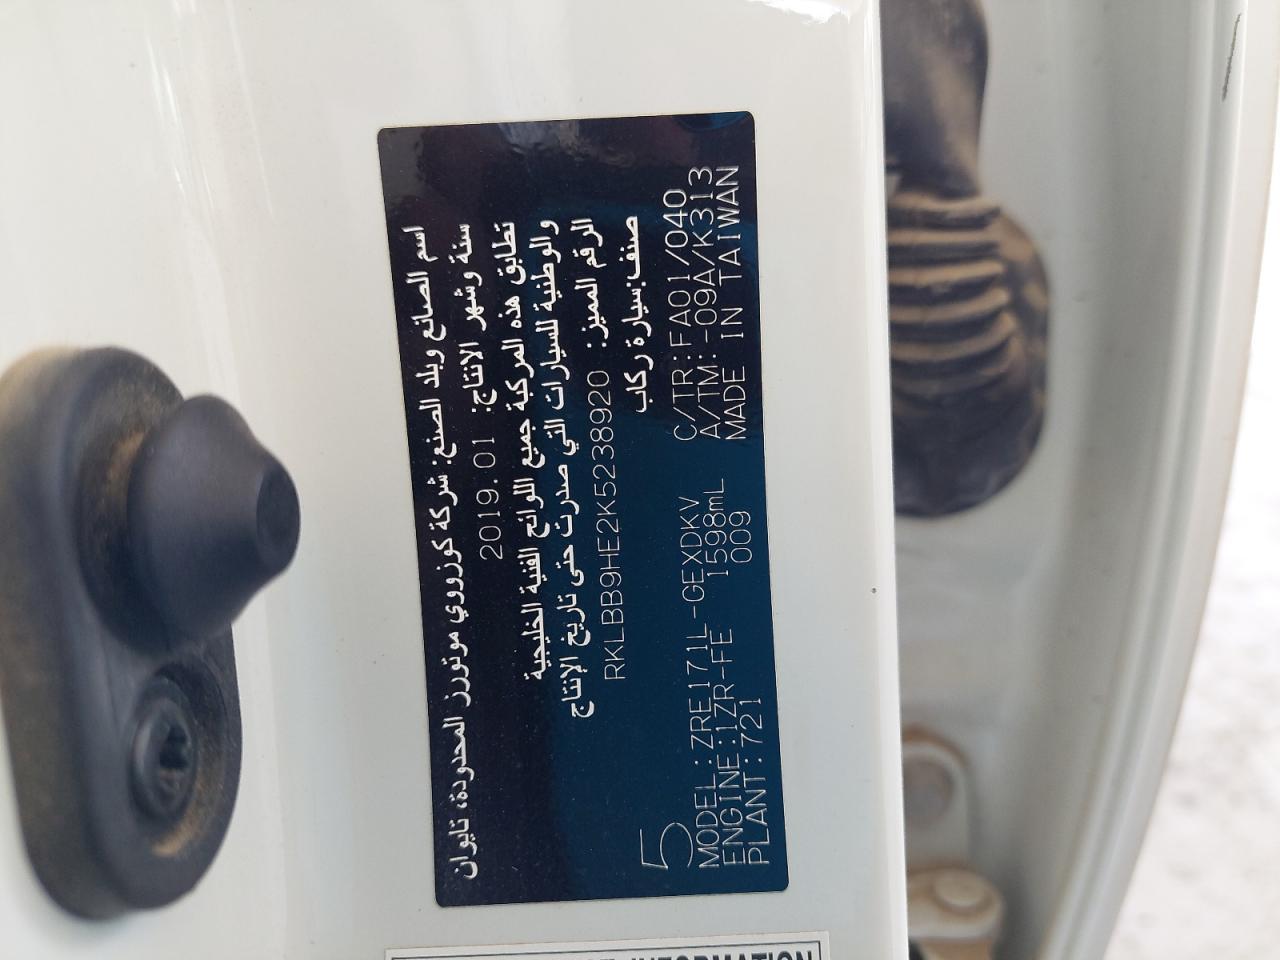 اسم الصانع وبلد الصنع: شركة كوزووي موتورز المحدودة، تايوان
سنة وشهر الانتاج: 2019.01
تطابق هذه المركبة جميع اللوائح الفنية الخليجية
والوطنية للسيارات التي صدرت حتى تاريخ الإنتاج
الرقم المميز: RKLBB9HE2K5238920
صنف:سيارة ركاب
5
MODEL:ZRE171L-GEXDKV C/TR:FA01/040
ENGINE:1ZR-FE 1598mL A/TM:-09A/K313
PLANT:721 009 MADE IN TAIWAN
INFORMATION